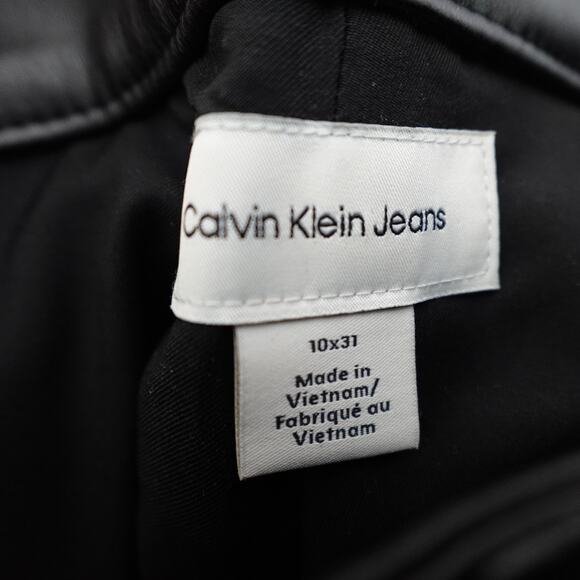 Calvin Klein Jeans
10x31
Made in
Vietnam/
Fabriqué au
Vietnam